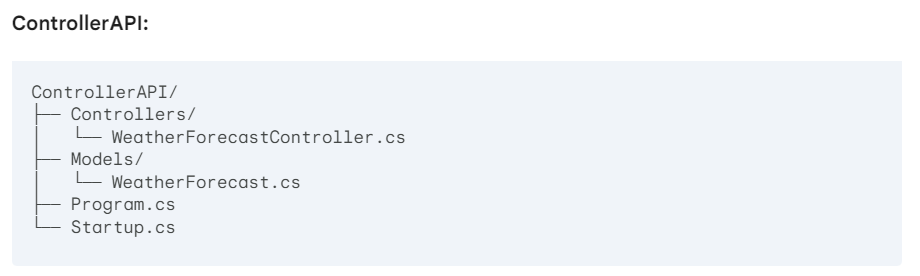 ControllerAPI:
ControllerAPI/
├── Controllers/
│   └── WeatherForecastController.cs
├── Models/
│   └── WeatherForecast.cs
├── Program.cs
└── Startup.cs